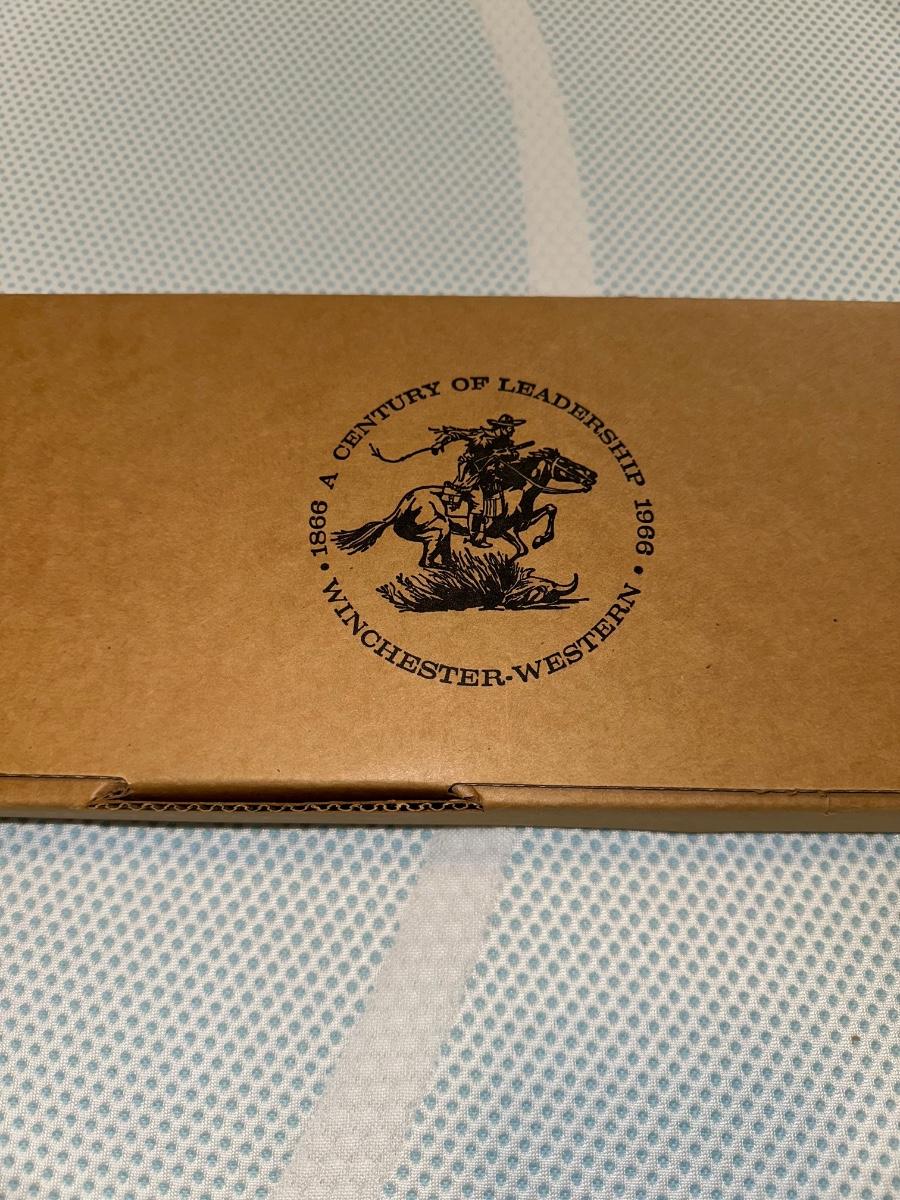 1866 A CENTURY OF LEADERSHIP 1966
• WINCHESTER-WESTERN •